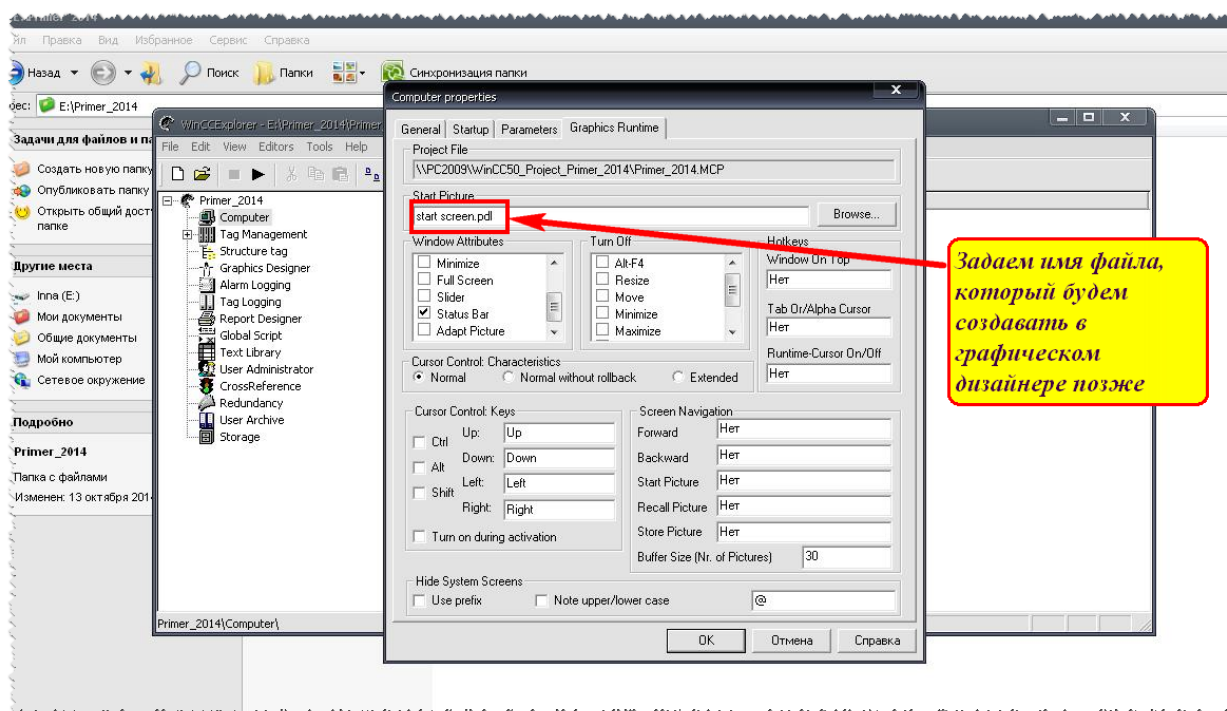 E:\Primer_2014
Правка Вид Избранное Сервис Справка
Назад Поиск Папки Синхронизация папки
E:\Primer_2014
Задачи для файлов и па
Создать новую папку
Опубликовать папку
Открыть общий дост
папке
Другие места
Inna (E:)
Мои документы
Общие документы
Мой компьютер
Сетевое окружение
Подробно
Primer_2014
Папка с файлами
Изменен: 13 октября 201
WinCCExplorer - E:\Primer_2014\Primer
File Edit View Editors Tools Help
Primer_2014
Computer
Tag Management
Structure tag
Graphics Designer
Alarm Logging
Tag Logging
Report Designer
Global Script
Text Library
User Administrator
CrossReference
Redundancy
User Archive
Storage
Primer_2014\Computer\
Computer properties
General Startup Parameters Graphics Runtime
Project File
\\PC2009\WinCC50_Project_Primer_2014\Primer_2014.MCP
Start Picture
start screen.pdl Browse...
Window Attributes
Minimize
Full Screen
Slider
Status Bar
Adapt Picture
Turn Off
Alt-F4
Resize
Move
Minimize
Maximize
Hotkeys
Window On Top
Нет
Tab Or/Alpha Cursor
Нет
Runtime-Cursor On/Off
Нет
Cursor Control: Characteristics
Normal Normal without rollback Extended
Cursor Control: Keys
Ctrl
Alt
Shift
Up: Up
Down: Down
Left: Left
Right: Right
Turn on during activation
Screen Navigation
Forward Нет
Backward Нет
Start Picture Нет
Recall Picture Нет
Store Picture Нет
Buffer Size (Nr. of Pictures) 30
Hide System Screens
Use prefix Note upper/lower case @
OK Отмена Справка
Задаем имя файла,
который будем
создавать в
графическом
дизайнере позже